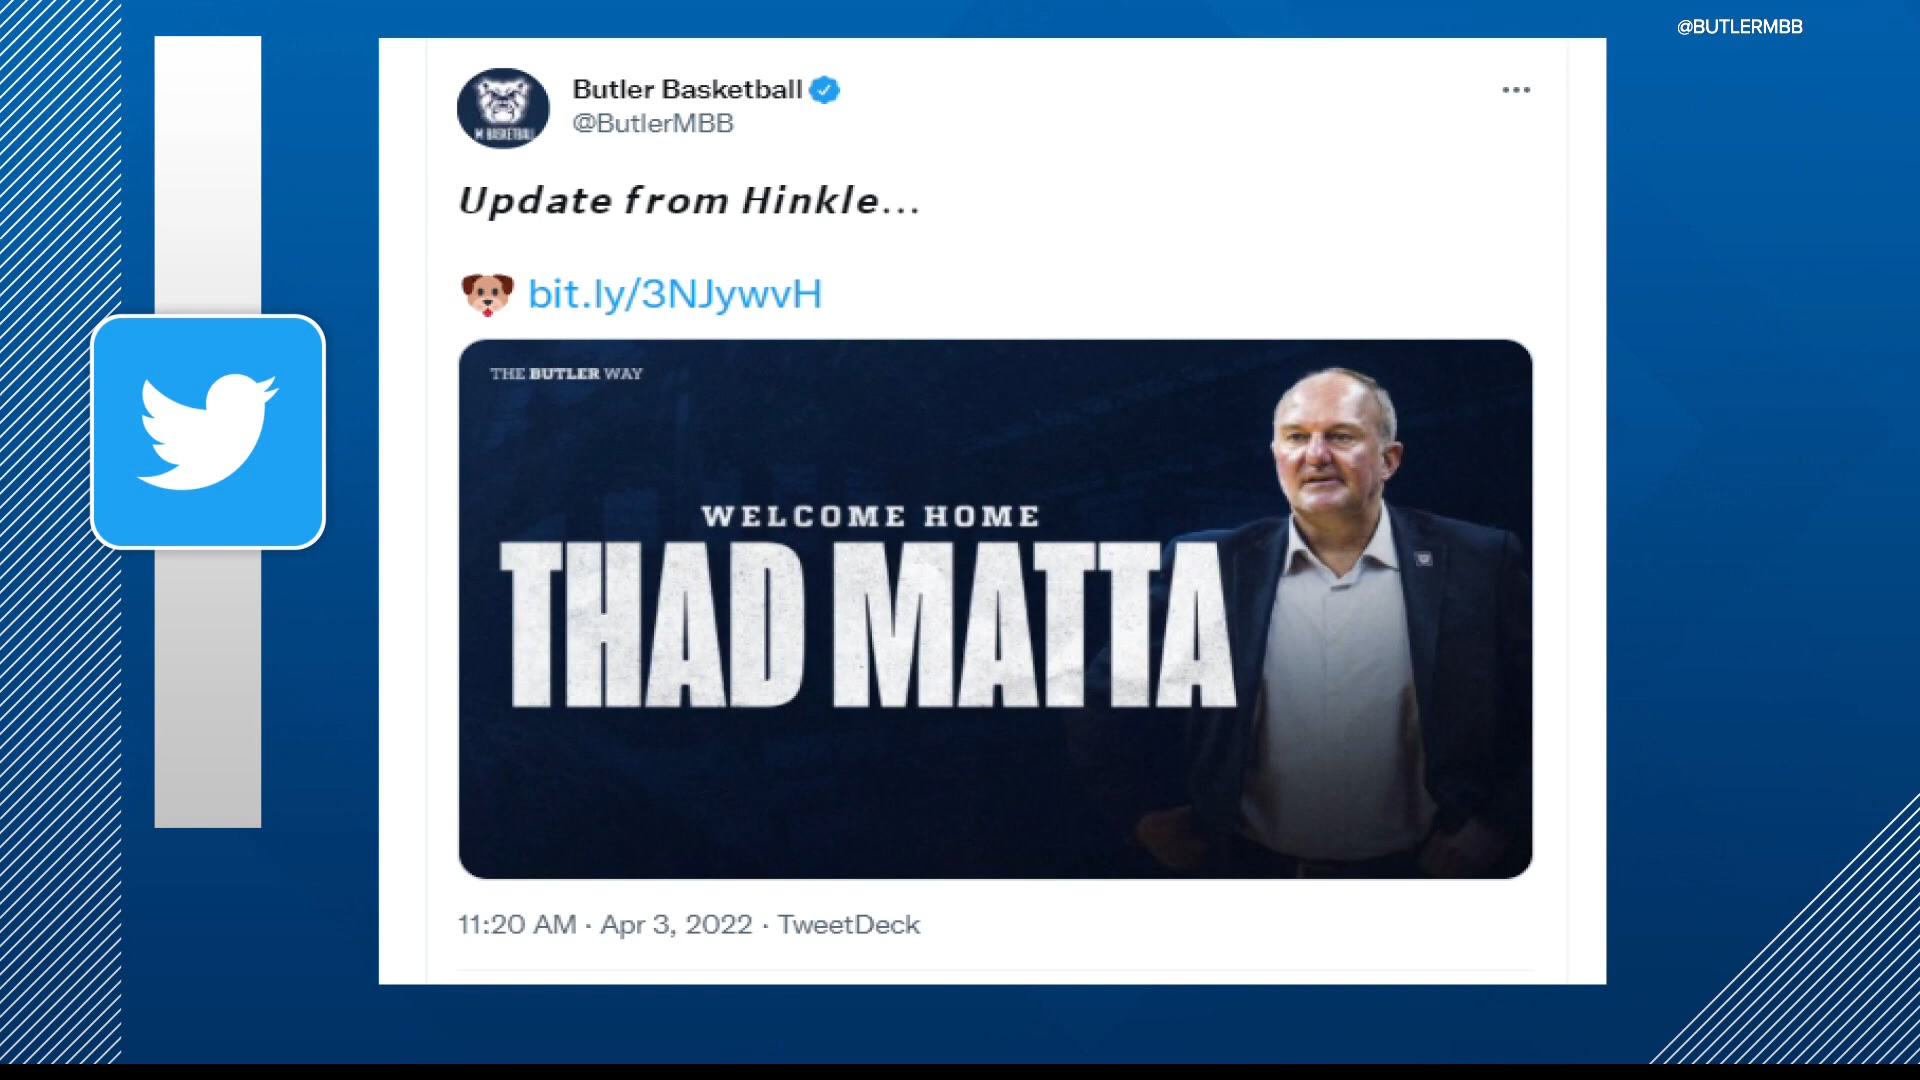 @BUTLERMBB
Butler Basketball
@ButlerMBB
M BASKETBALL
Update from Hinkle...
bit.ly/3NJywvH
THE BUTLER WAY
WELCOME HOME
THAD MATTA
11:20 AM · Apr 3, 2022 · TweetDeck